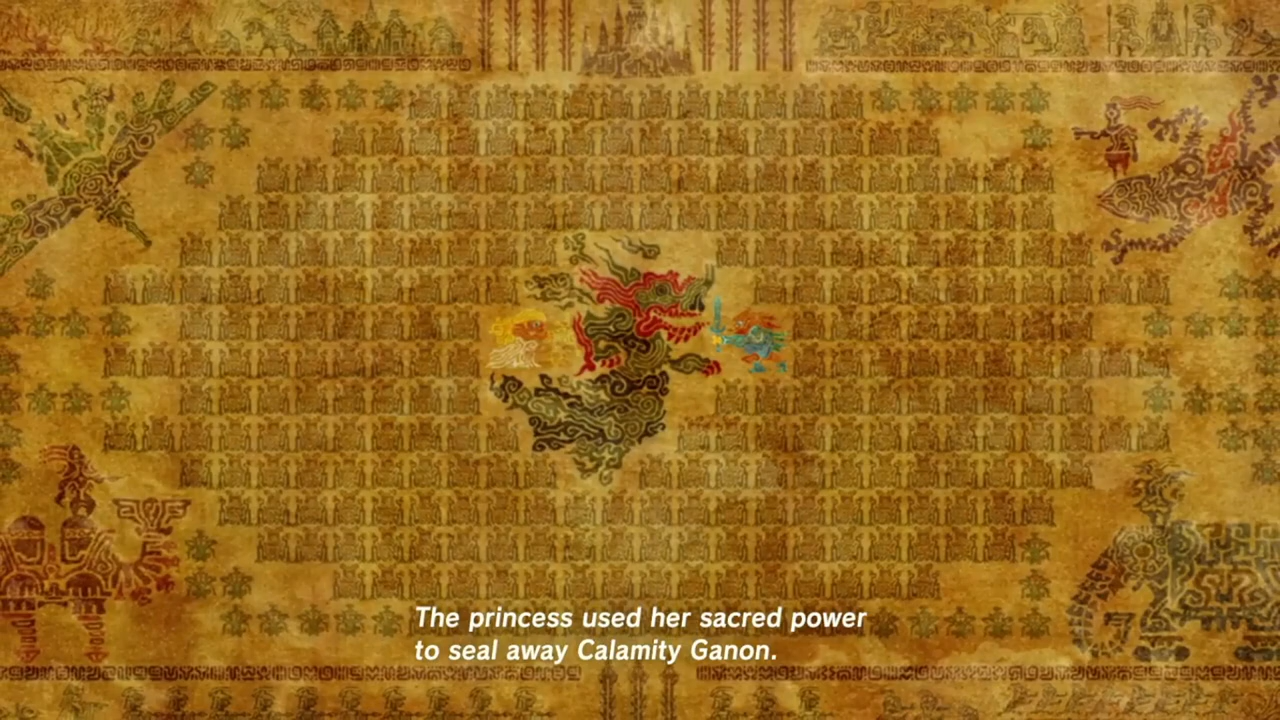 The princess used her sacred power
to seal away Calamity Ganon.